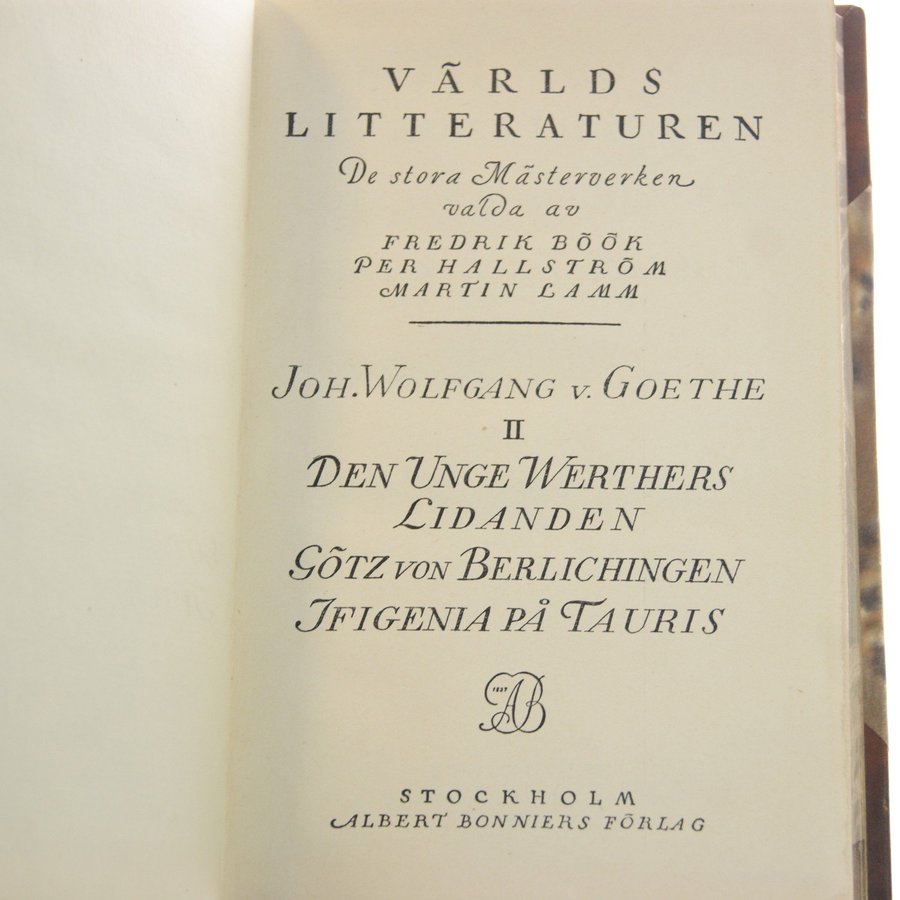 VÄRLDS
LITTERATUREN
De stora Mästerverken
valda av
FREDRIK BÖÖK
PER HALLSTRÖM
MARTIN LAMM
JOH. WOLFGANG v. GOETHE
II
DEN UNGE WERTHERS
LIDANDEN
GÖTZ VON BERLICHINGEN
IFIGENIA PÅ TAURIS
1837
AB
STOCKHOLM
ALBERT BONNIERS FÖRLAG